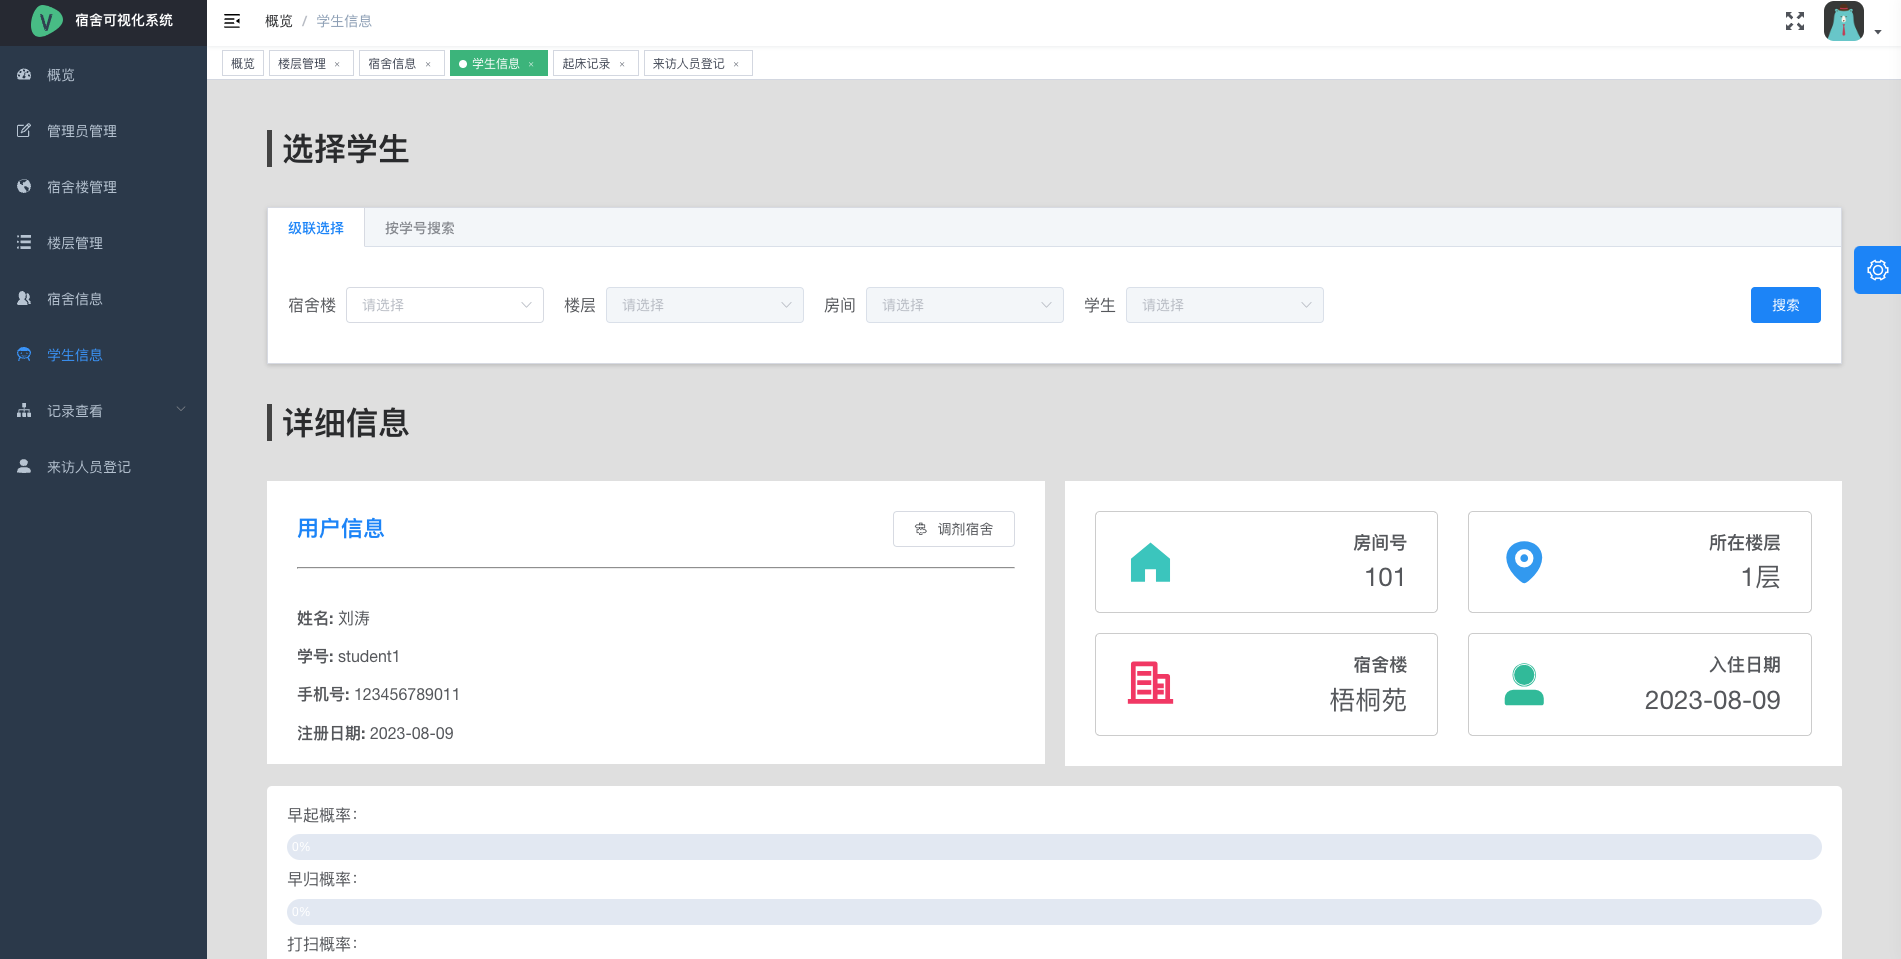 宿舍可视化系统
概览 / 学生信息
概览
楼层管理 ×
宿舍信息 ×
学生信息 ×
起床记录 ×
来访人员登记 ×
概览
管理员管理
宿舍楼管理
楼层管理
宿舍信息
学生信息
记录查看
来访人员登记
选择学生
级联选择
按学号搜索
宿舍楼 请选择
楼层 请选择
房间 请选择
学生 请选择
搜索
详细信息
用户信息
调剂宿舍
姓名: 刘涛
学号: student1
手机号: 123456789011
注册日期: 2023-08-09
房间号
101
所在楼层
1层
宿舍楼
梧桐苑
入住日期
2023-08-09
早起概率：
0%
早归概率：
0%
打扫概率：